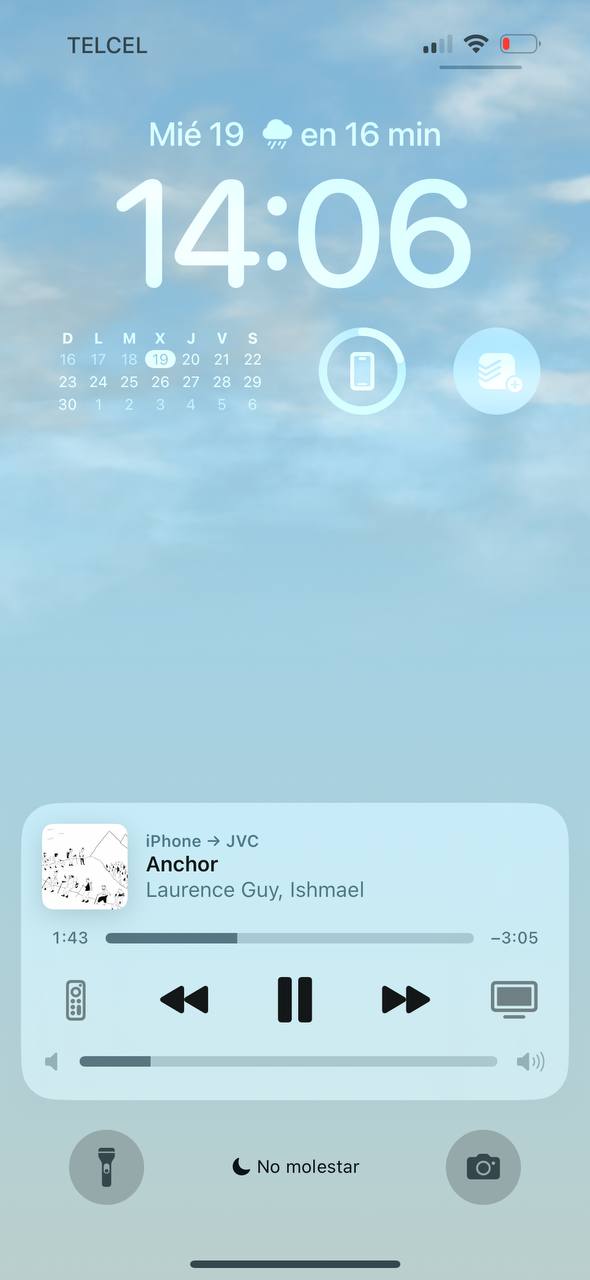 TELCEL
Mié 19 en 16 min
14:06
D L M X J V S
16 17 18 19 20 21 22
23 24 25 26 27 28 29
30 1 2 3 4 5 6
iPhone → JVC
Anchor
Laurence Guy, Ishmael
1:43 −3:05
No molestar